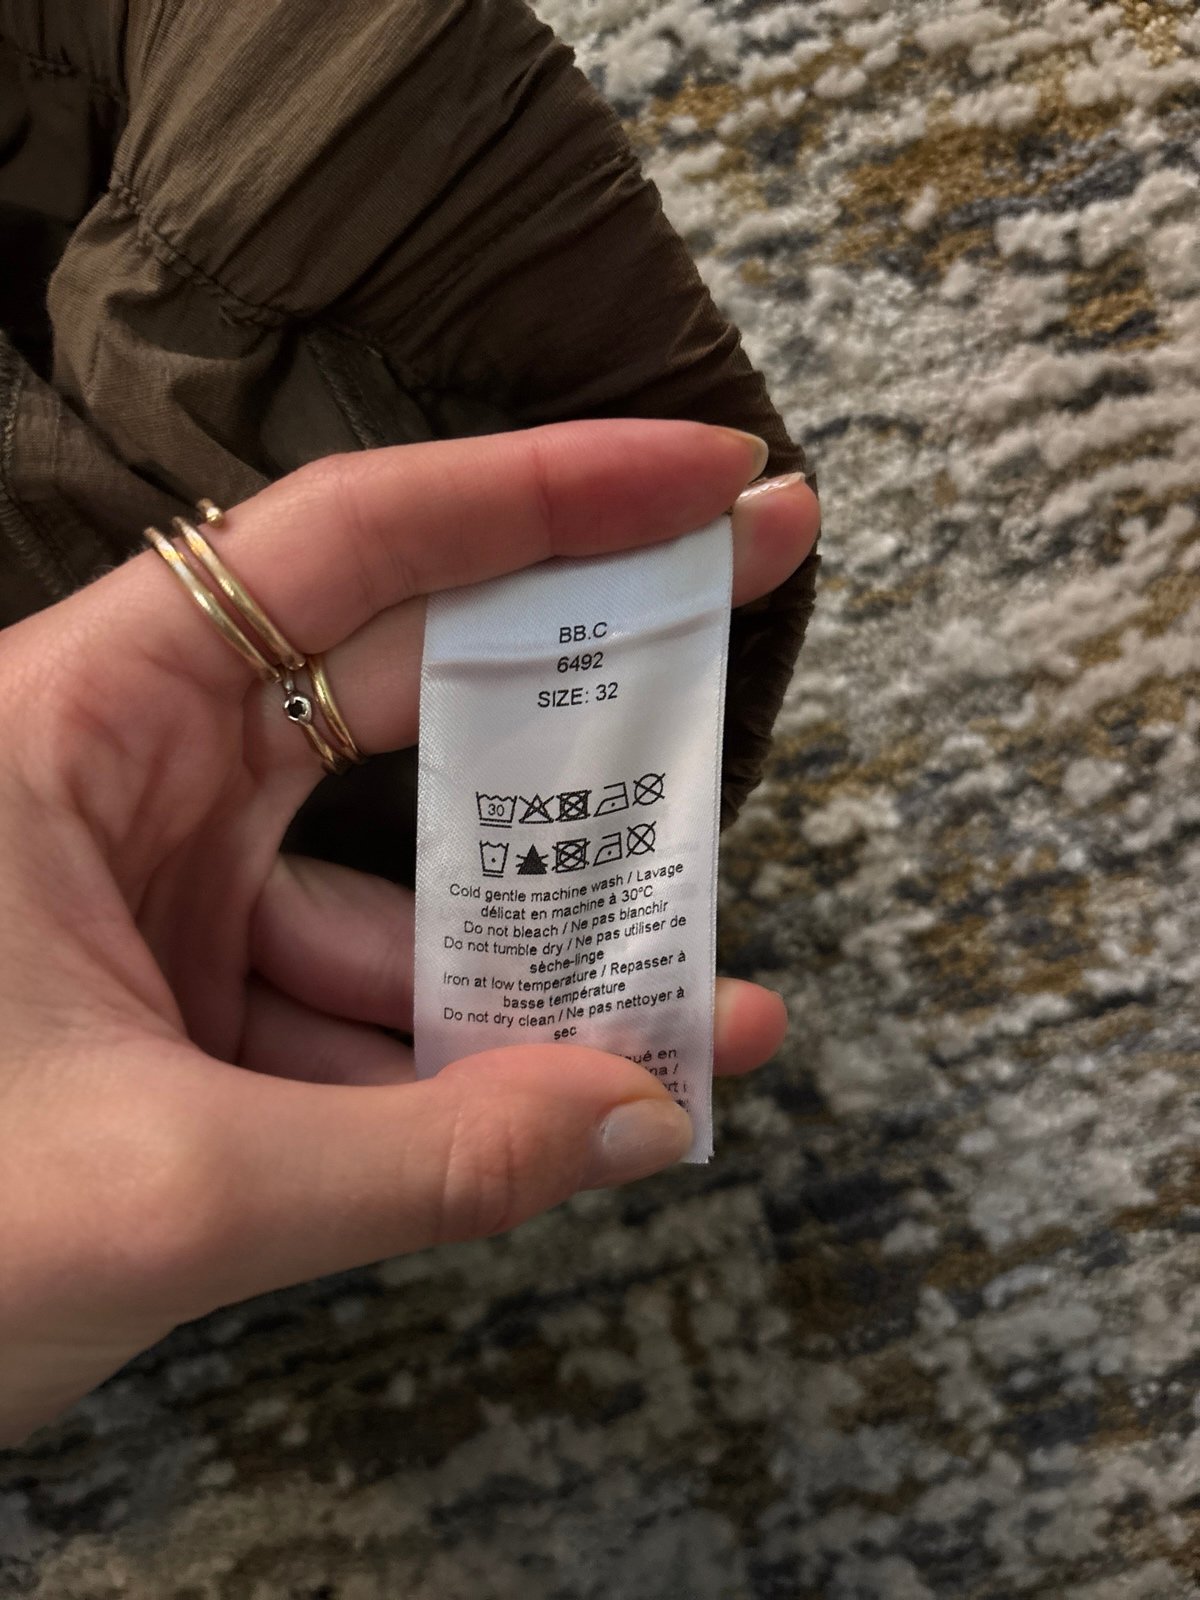 BB.C
6492
SIZE: 32
30
Cold gentle machine wash / Lavage
délicat en machine à 30°C
Do not bleach / Ne pas blanchir
Do not tumble dry / Ne pas utiliser de
sèche-linge
Iron at low temperature / Repasser à
basse température
Do not dry clean / Ne pas nettoyer à
sec
en
/